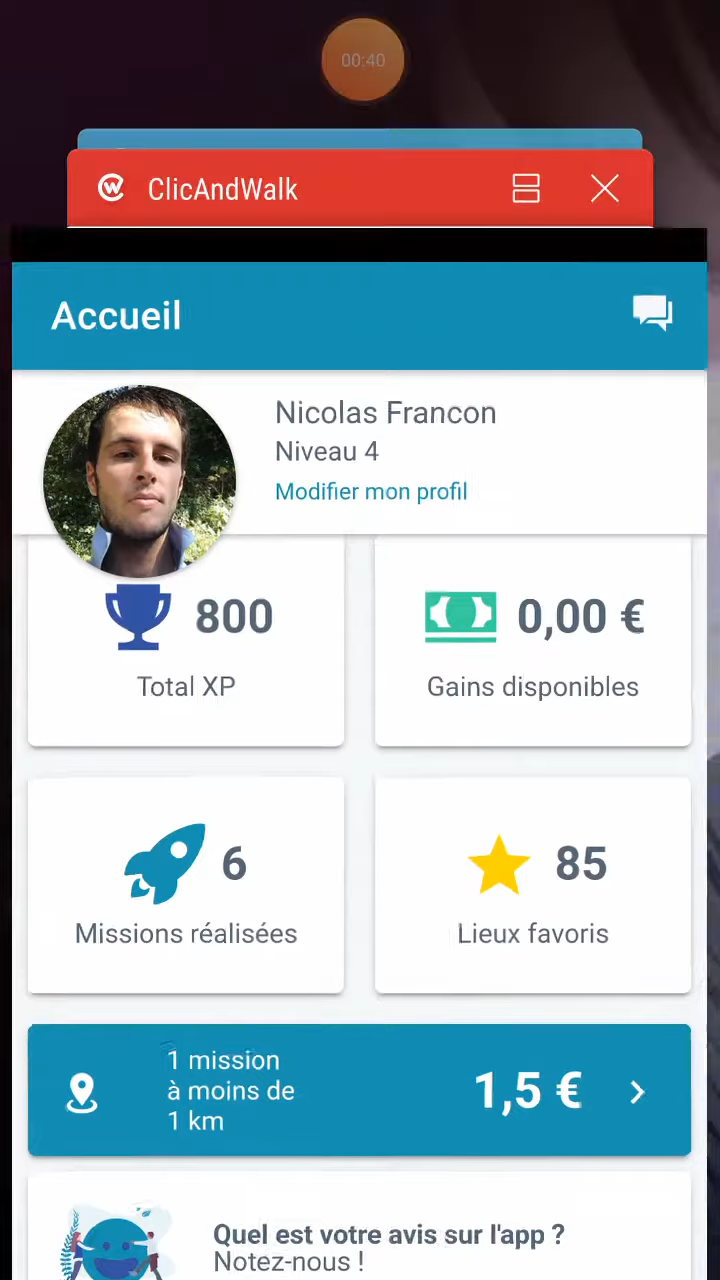 00:40
ClicAndWalk
Accueil
Nicolas Francon
Niveau 4
Modifier mon profil
800
Total XP
0,00 €
Gains disponibles
6
Missions réalisées
85
Lieux favoris
1 mission
à moins de
1 km
1,5 €
Quel est votre avis sur l'app ?
Notez-nous !